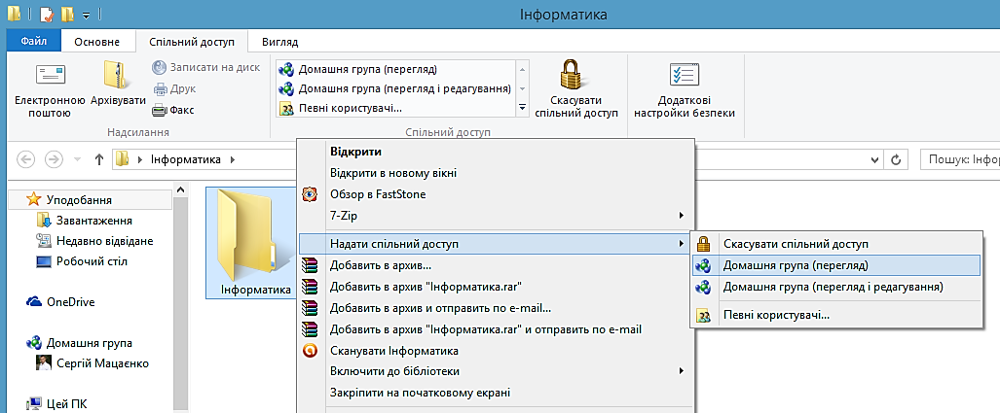 Інформатика
Файл
Основне
Спільний доступ
Вигляд
Електронною поштою
Архівувати
Записати на диск
Друк
Факс
Надсилання
Домашня група (перегляд)
Домашня група (перегляд і редагування)
Певні користувачі...
Скасувати спільний доступ
Спільний доступ
Додаткові настройки безпеки
Інформатика
Пошук: Інфо
Уподобання
Завантаження
Недавно відвідане
Робочий стіл
OneDrive
Домашня група
Сергій Мацаєнко
Цей ПК
Інформатика
Відкрити
Відкрити в новому вікні
Обзор в FastStone
7-Zip
Надати спільний доступ
Добавить в архив...
Добавить в архив "Інформатика.rar"
Добавить в архив и отправить по e-mail...
Добавить в архив "Інформатика.rar" и отправить по e-mail
Сканувати Інформатика
Включити до бібліотеки
Закріпити на початковому екрані
Скасувати спільний доступ
Домашня група (перегляд)
Домашня група (перегляд і редагування)
Певні користувачі...